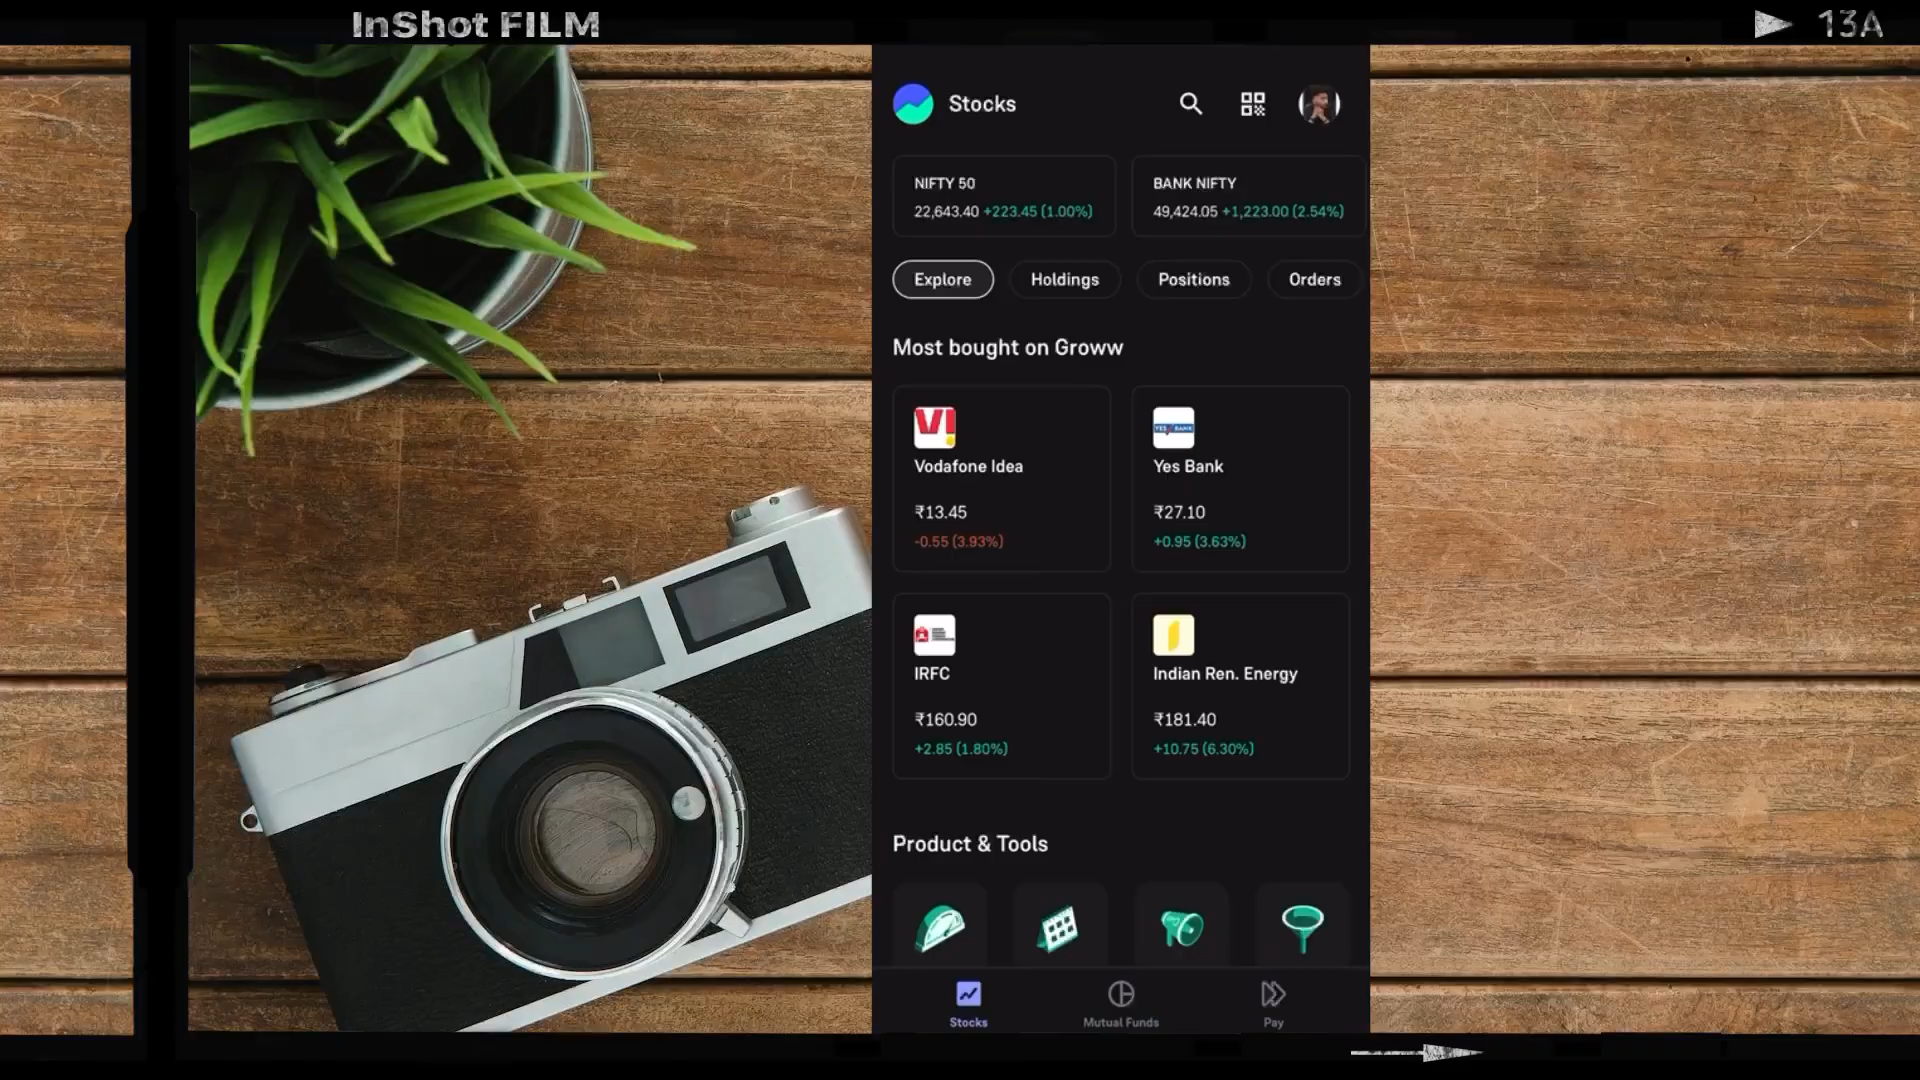 InShot FILM
13A
Stocks
NIFTY 50
22,643.40 +223.45 (1.00%)
BANK NIFTY
49,424.05 +1,223.00 (2.54%)
Explore
Holdings
Positions
Orders
Most bought on Groww
VI
Vodafone Idea
₹13.45
-0.55 (3.93%)
YES BANK
Yes Bank
₹27.10
+0.95 (3.63%)
IRFC
₹160.90
+2.85 (1.80%)
Indian Ren. Energy
₹181.40
+10.75 (6.30%)
Product & Tools
Stocks
Mutual Funds
Pay